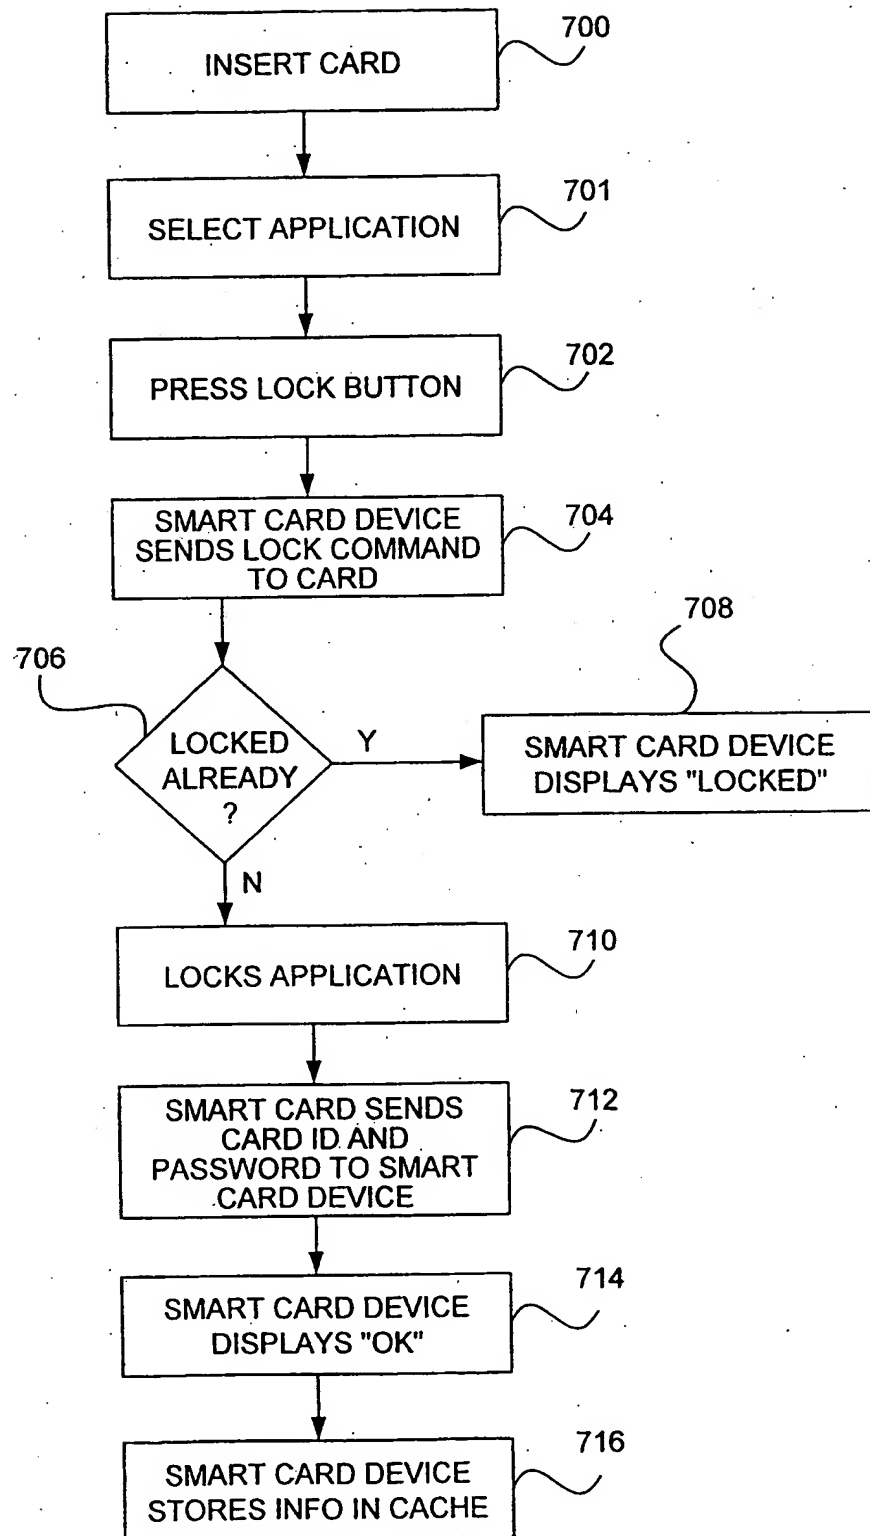 700
INSERT CARD
701
SELECT APPLICATION
702
PRESS LOCK BUTTON
704
SMART CARD DEVICE
SENDS LOCK COMMAND
TO CARD
708
706
LOCKED
ALREADY
?
Y
SMART CARD DEVICE
DISPLAYS "LOCKED"
N
710
LOCKS APPLICATION
712
SMART CARD SENDS
CARD ID AND
PASSWORD TO SMART
CARD DEVICE
714
SMART CARD DEVICE
DISPLAYS "OK"
716
SMART CARD DEVICE
STORES INFO IN CACHE